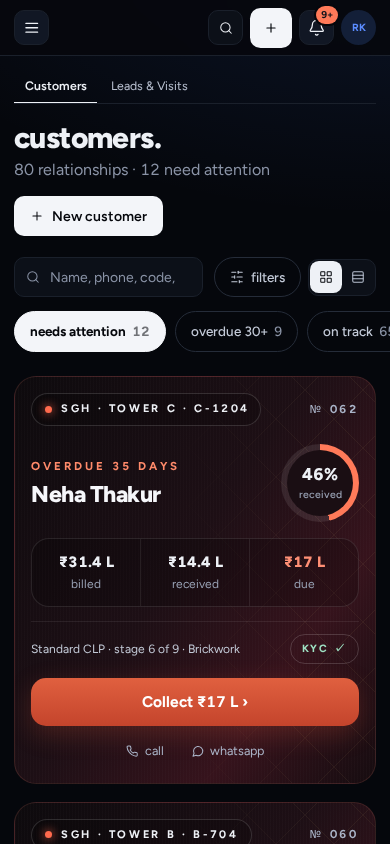 9+
RK
Customers Leads & Visits
customers.
80 relationships · 12 need attention
+ New customer
Name, phone, code, filters
needs attention 12 overdue 30+ 9 on track
SGH · TOWER C · C-1204 № 062
OVERDUE 35 DAYS
Neha Thakur
46%
received
₹31.4 L ₹14.4 L ₹17 L
billed received due
Standard CLP · stage 6 of 9 · Brickwork KYC ✓
Collect ₹17 L ›
call whatsapp
SGH · TOWER B · B-704 № 060